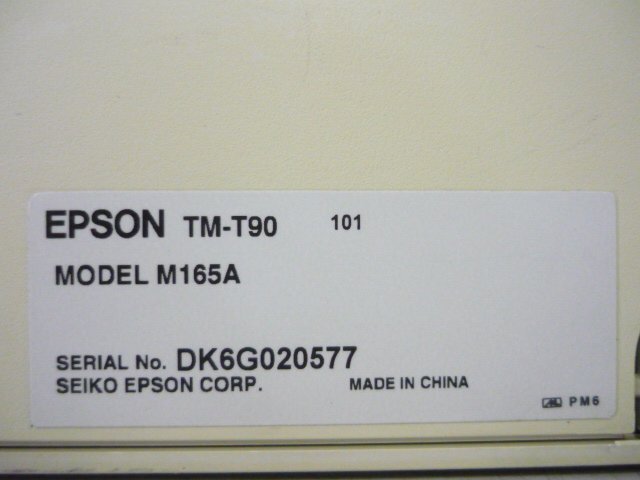 EPSON TM-T90 101
MODEL M165A
SERIAL No. DK6G020577
SEIKO EPSON CORP. MADE IN CHINA
PM6